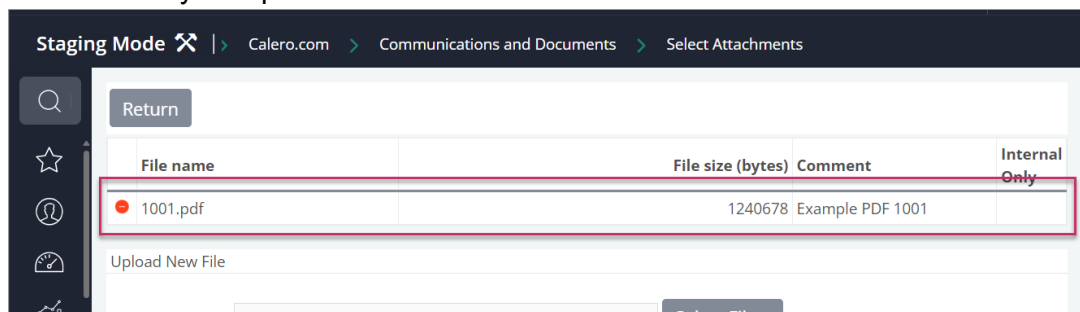 Staging Mode | > Calero.com > Communications and Documents > Select Attachments
Return
File name File size (bytes) Comment Internal Only
1001.pdf 1240678 Example PDF 1001
Upload New File